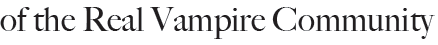 of the Real Vampire Community